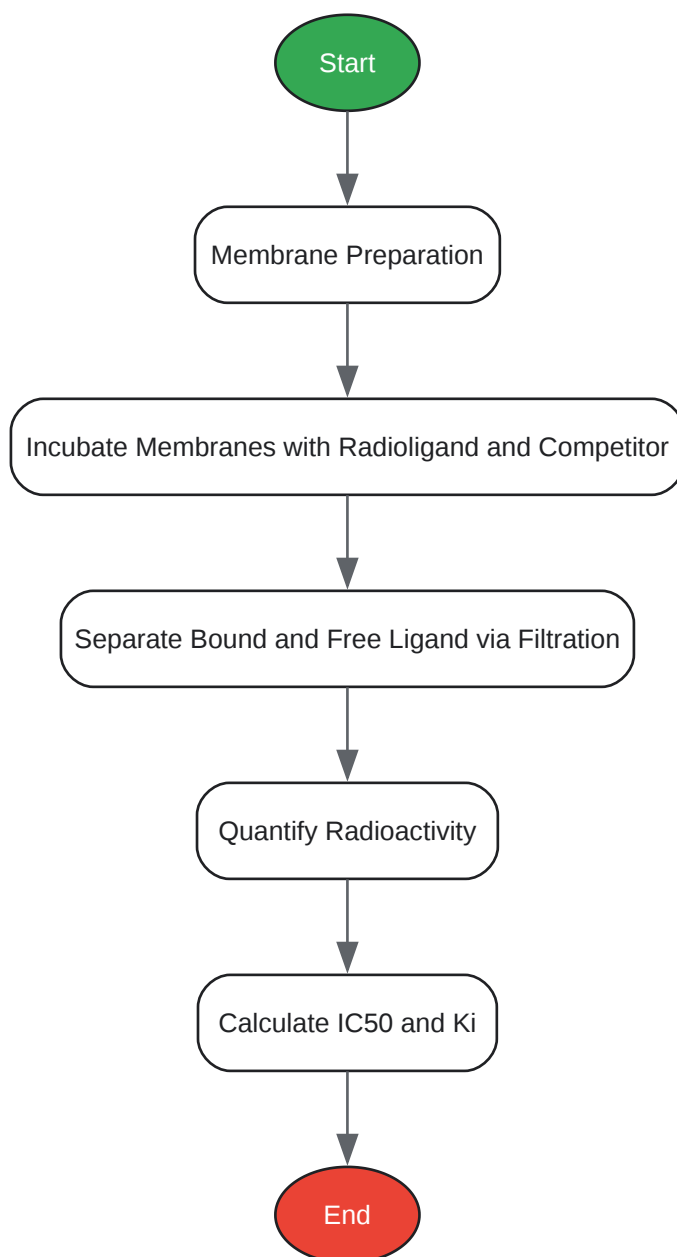 Start
Membrane Preparation
Incubate Membranes with Radioligand and Competitor
Separate Bound and Free Ligand via Filtration
Quantify Radioactivity
Calculate IC50 and Ki
End